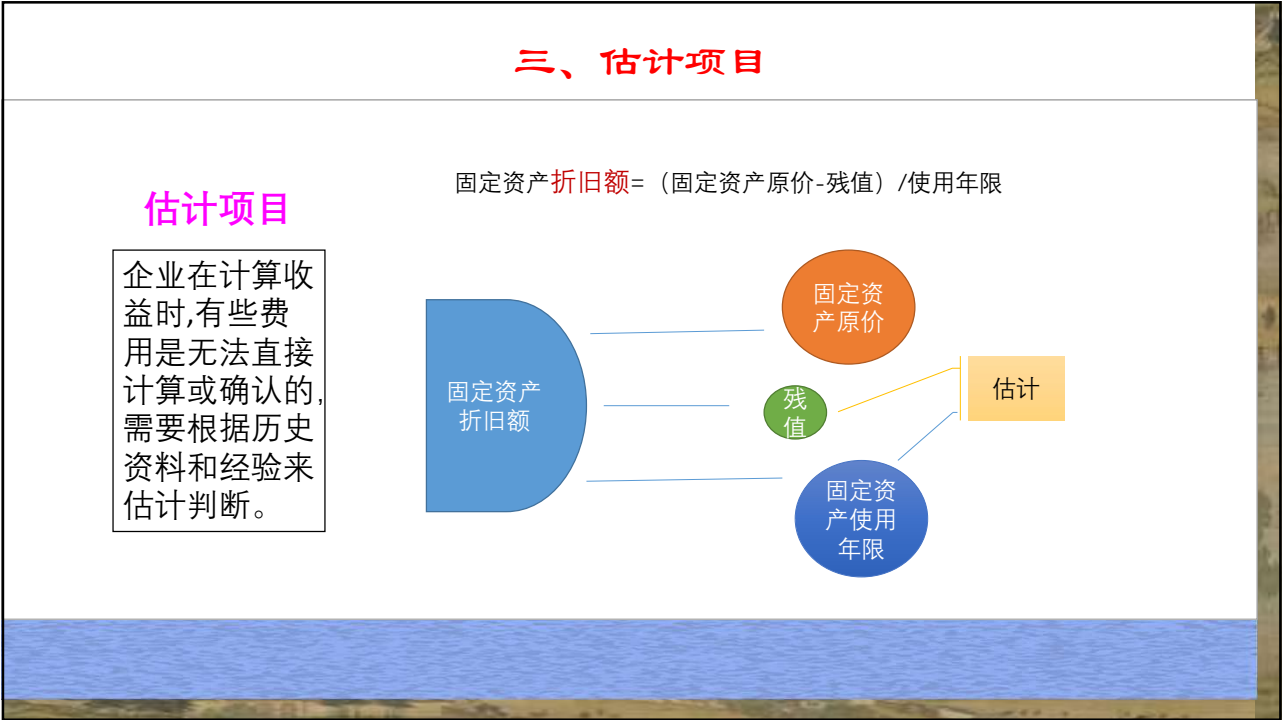 三、估计项目
固定资产折旧额=（固定资产原价-残值）/使用年限
估计项目
企业在计算收
益时,有些费
用是无法直接
计算或确认的,
需要根据历史
资料和经验来
估计判断。
固定资产
折旧额
固定资
产原价
残
值
固定资
产使用
年限
估计